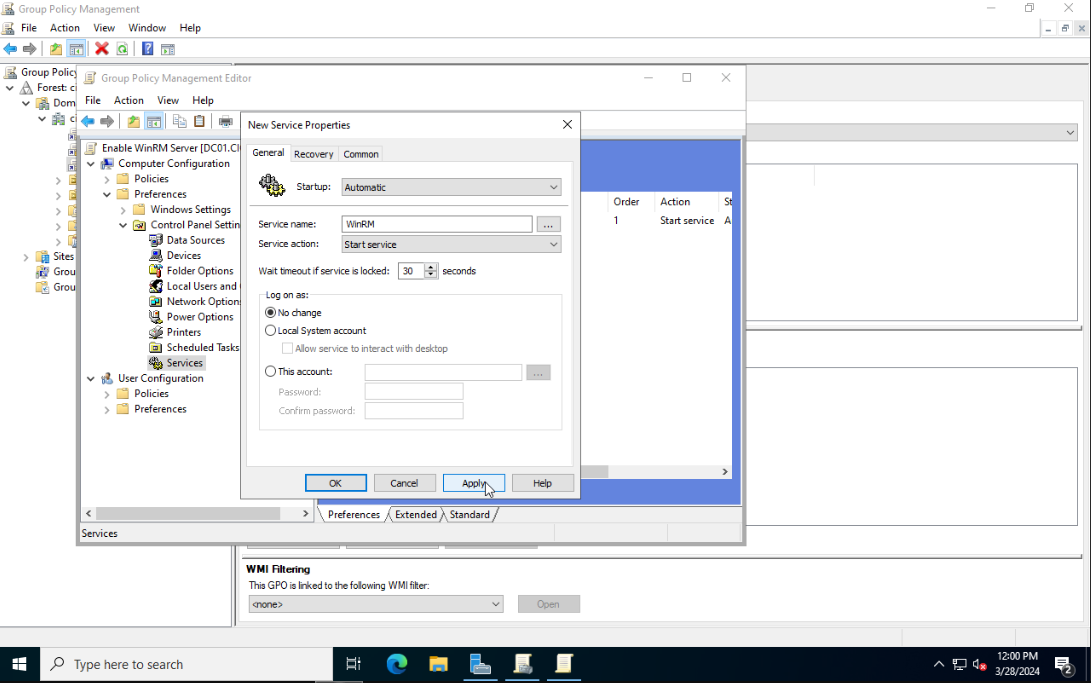 Group Policy Management
File Action View Window Help
Group Policy
Forest: ci
Dom
ci
Sites
Grou
Grou
Group Policy Management Editor
File Action View Help
Enable WinRM Server [DC01.CI
Computer Configuration
Policies
Preferences
Windows Settings
Control Panel Settin
Data Sources
Devices
Folder Options
Local Users and
Network Options
Power Options
Printers
Scheduled Tasks
Services
User Configuration
Policies
Preferences
New Service Properties
General Recovery Common
Startup: Automatic
Service name: WinRM ...
Service action: Start service
Wait timeout if service is locked: 30 seconds
Log on as:
No change
Local System account
Allow service to interact with desktop
This account: ...
Password:
Confirm password:
OK Cancel Apply Help
Order Action St
1 Start service A
Preferences Extended Standard
Services
WMI Filtering
This GPO is linked to the following WMI filter:
<none> Open
Type here to search
12:00 PM
3/28/2024
2